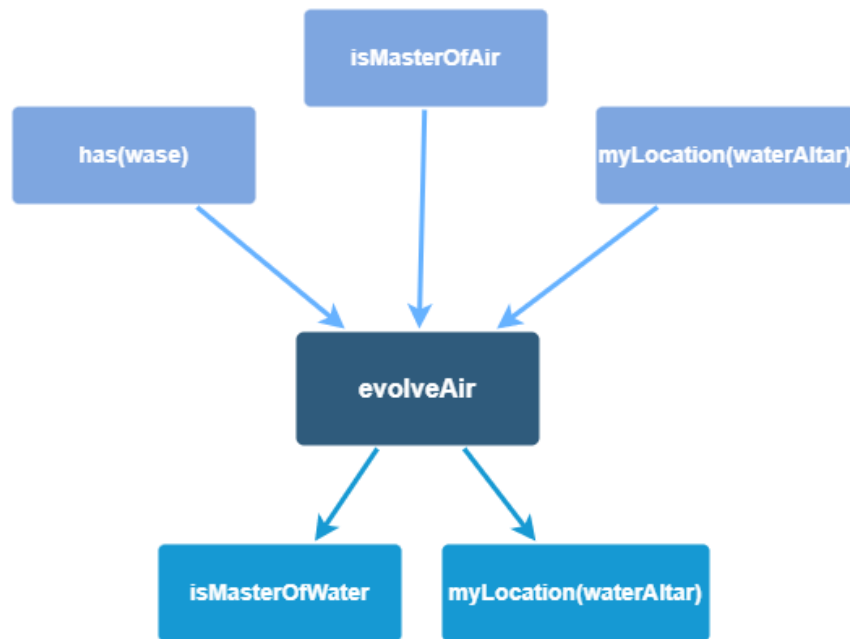 isMasterOfAir
has(wase)
myLocation(waterAltar)
evolveAir
isMasterOfWater
myLocation(waterAltar)